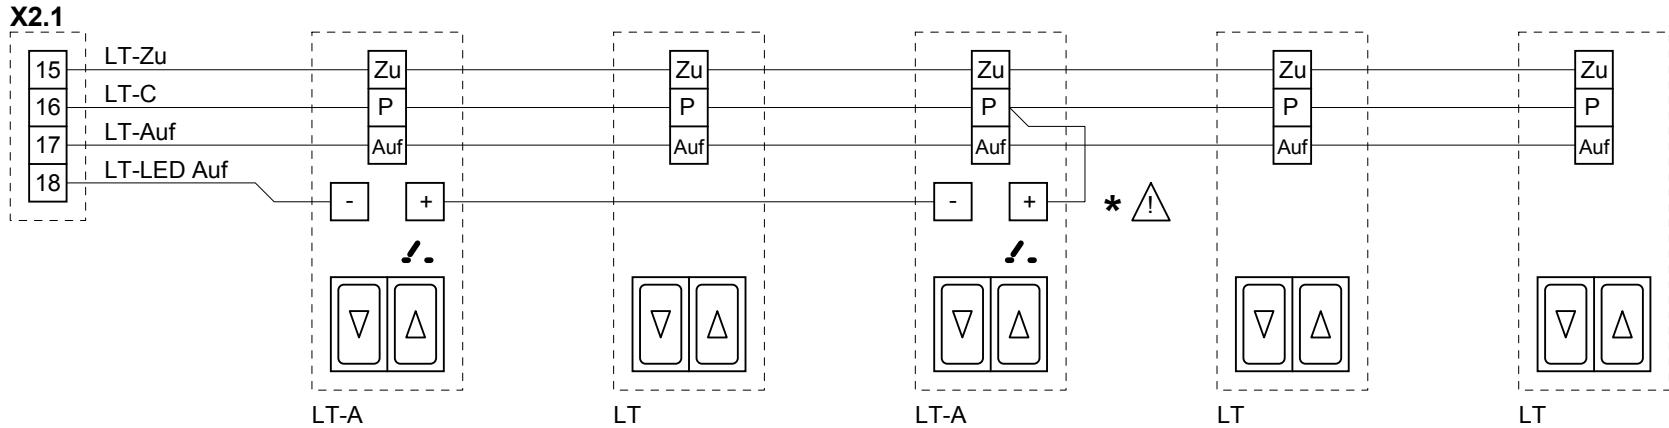 X2.1
15 LT-Zu Zu Zu Zu Zu Zu
16 LT-C P P P P P
17 LT-Auf Auf Auf Auf Auf Auf
18 LT-LED Auf
- + - + * !
LT-A LT LT-A LT LT